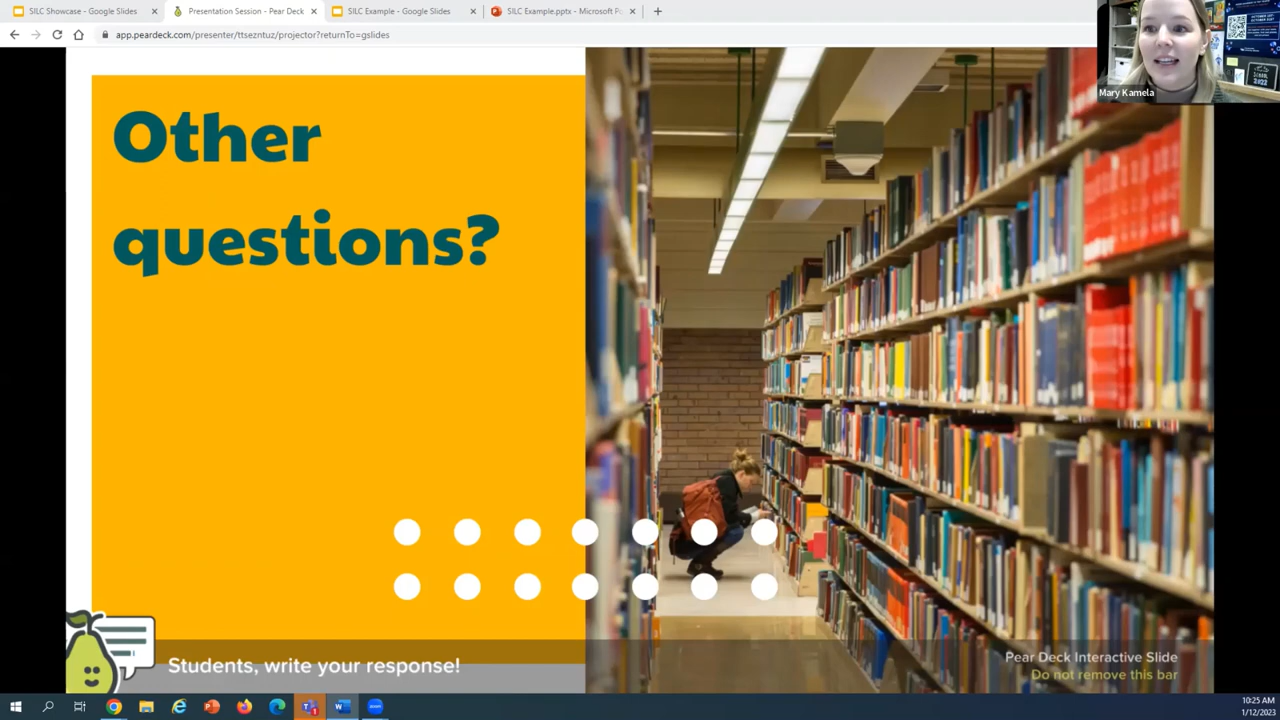 SILC Showcase - Google Slides
Presentation Session - Pear Deck
SILC Example - Google Slides
SILC Example.pptx - Microsoft Po
app.peardeck.com/presenter/ttsezntuz/projector?returnTo=gslides
Mary Kamela
Other
questions?
Students, write your response!
Pear Deck Interactive Slide
Do not remove this bar
10:25 AM
1/12/2023